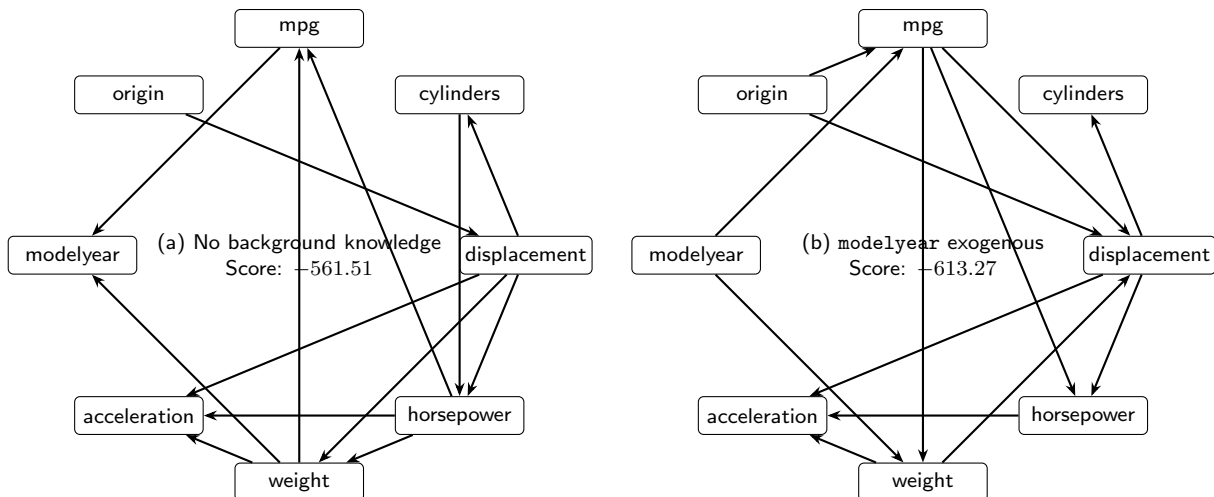 mpg
origin
cylinders
modelyear
(a) No background knowledge
Score: −561.51
displacement
acceleration
horsepower
weight
mpg
origin
cylinders
modelyear
(b) modelyear exogenous
Score: −613.27
displacement
acceleration
horsepower
weight